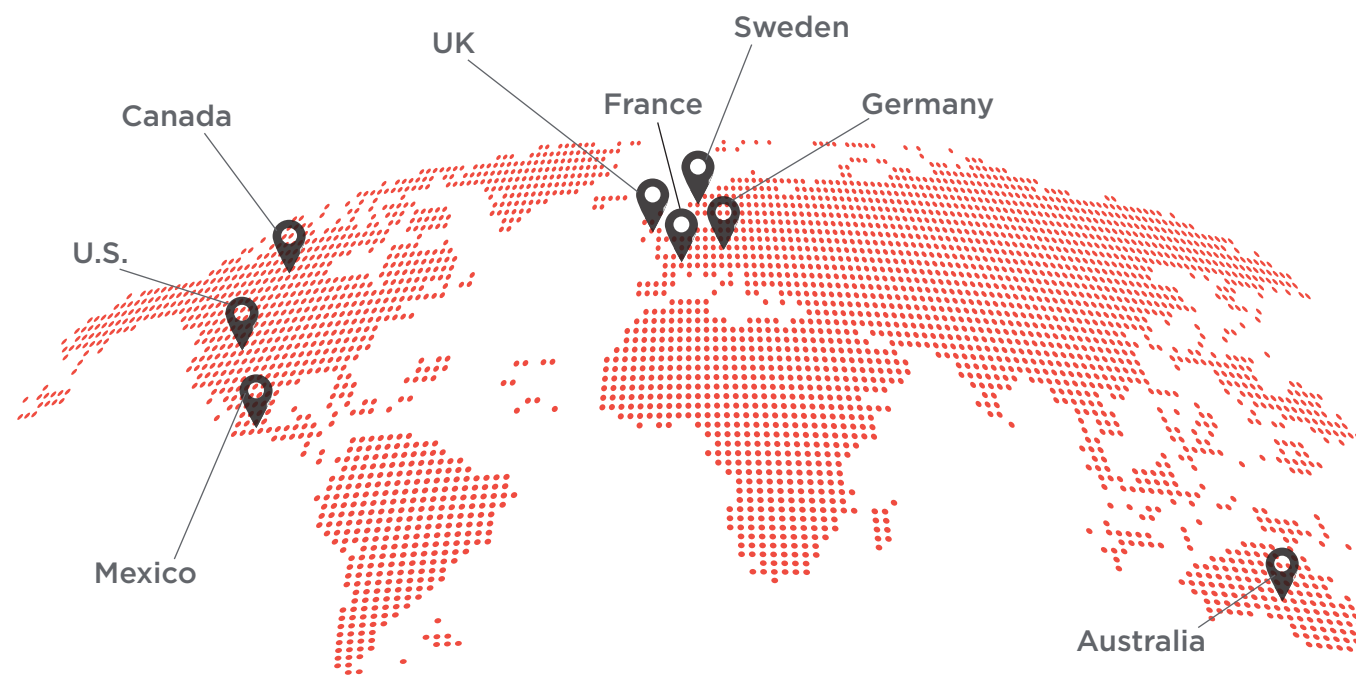 Sweden
UK
France
Germany
Canada
U.S.
Mexico
Australia